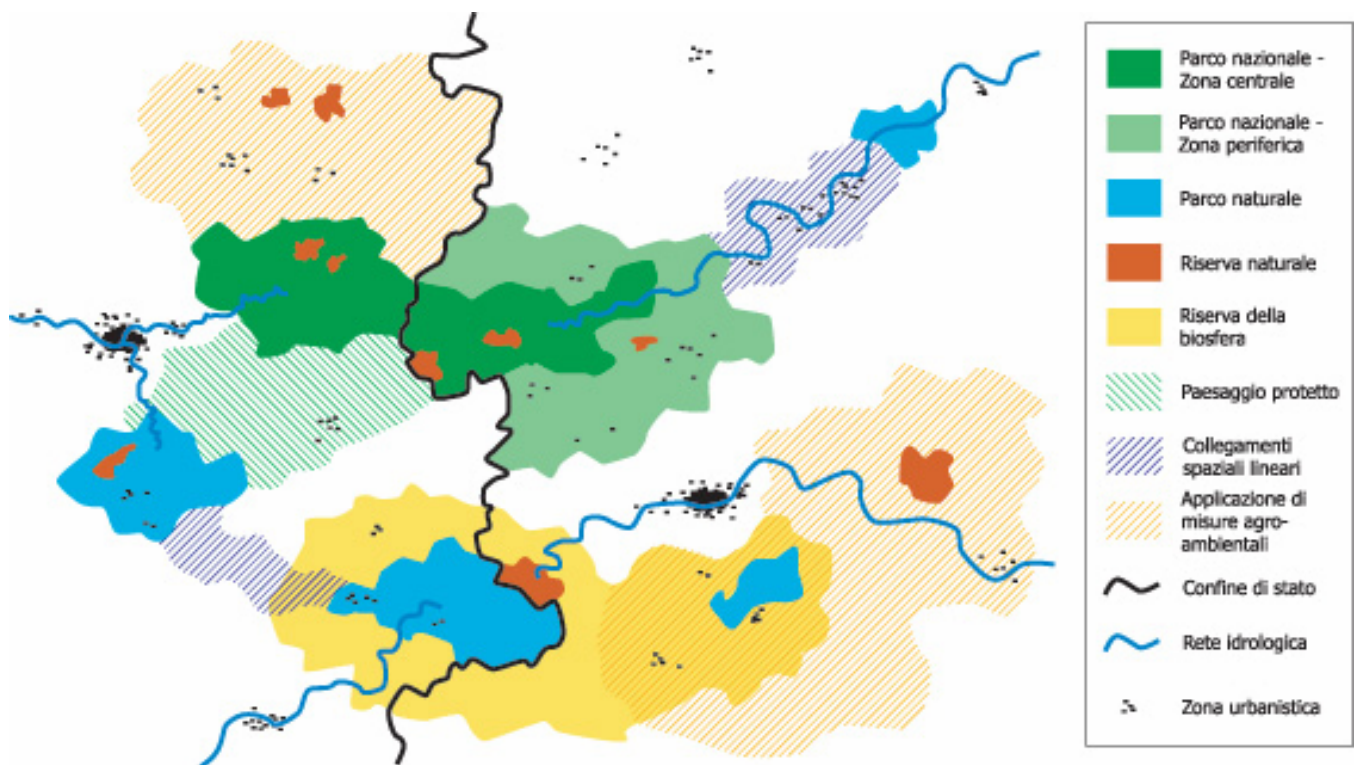 Parco nazionale -
Zona centrale
Parco nazionale -
Zona periferica
Parco naturale
Riserva naturale
Riserva della
biosfera
Paesaggio protetto
Collegamenti
spaziali lineari
Applicazione di
misure agro-
ambientali
Confine di stato
Rete idrologica
Zona urbanistica